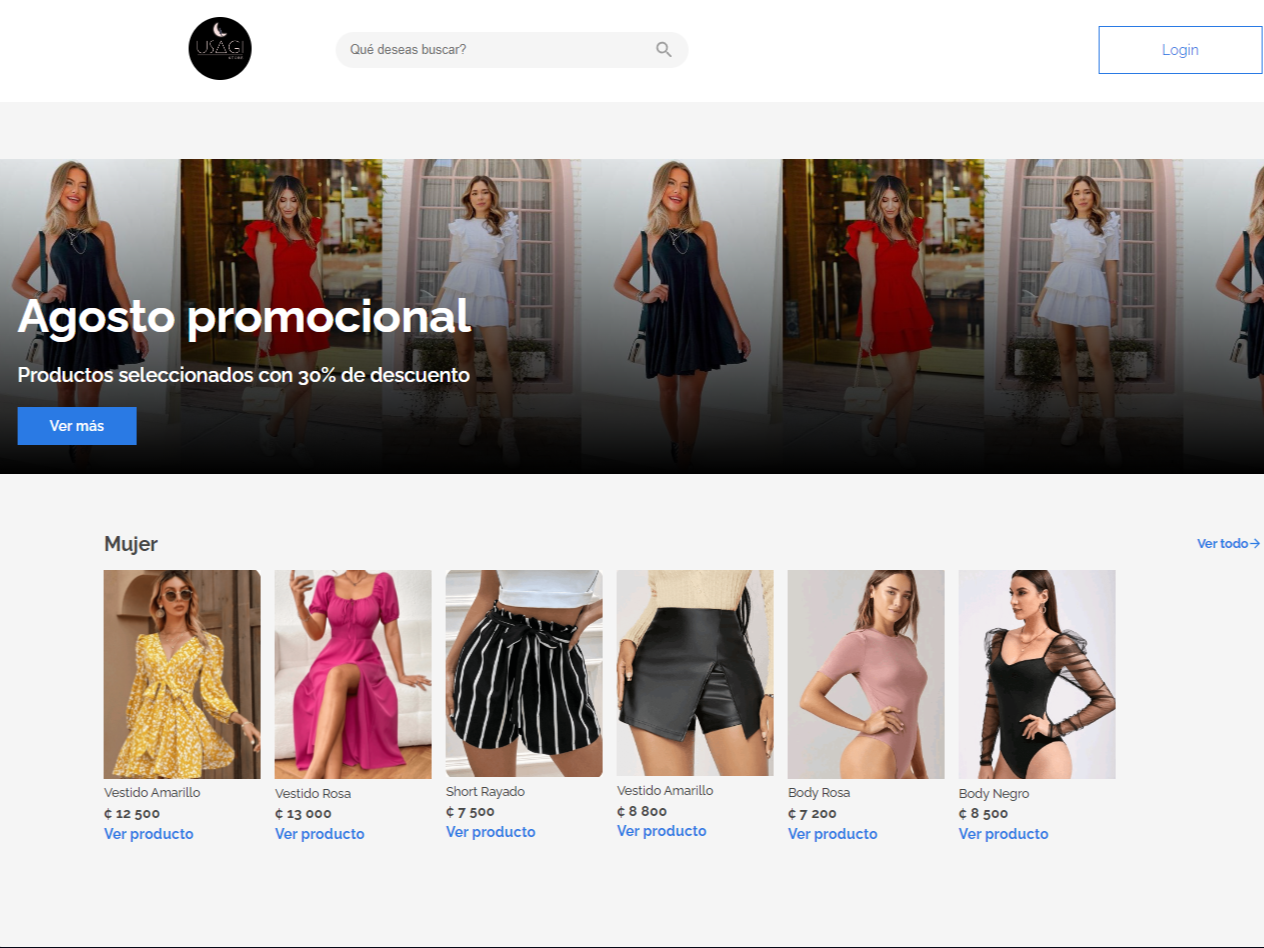 USAGI
STORE
Qué deseas buscar?
Login
Agosto promocional
Productos seleccionados con 30% de descuento
Ver más
Mujer
Ver todo→
Vestido Amarillo
₡ 12 500
Ver producto
Vestido Rosa
₡ 13 000
Ver producto
Short Rayado
₡ 7 500
Ver producto
Vestido Amarillo
₡ 8 800
Ver producto
Body Rosa
₡ 7 200
Ver producto
Body Negro
₡ 8 500
Ver producto